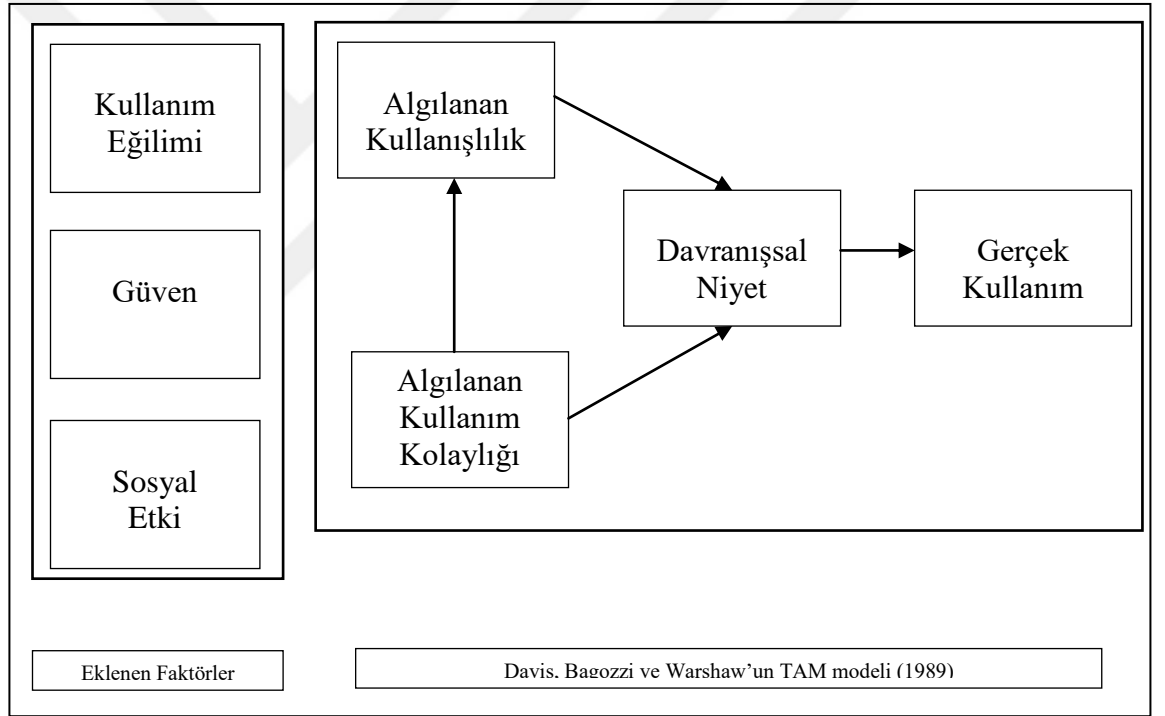 Kullanım
Eğilimi
Güven
Sosyal
Etki
Algılanan
Kullanışlılık
Algılanan
Kullanım
Kolaylığı
Davranışsal
Niyet
Gerçek
Kullanım
Eklenen Faktörler
Davis, Bagozzi ve Warshaw’un TAM modeli (1989)